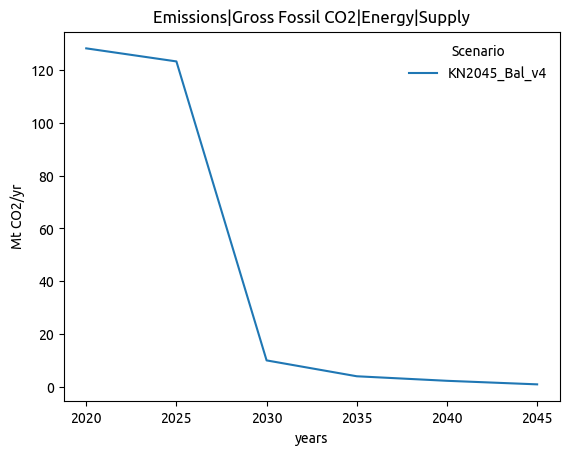 Emissions|Gross Fossil CO2|Energy|Supply
Scenario
KN2045_Bal_v4
Mt CO2/yr
120
100
80
60
40
20
0
2020 2025 2030 2035 2040 2045
years